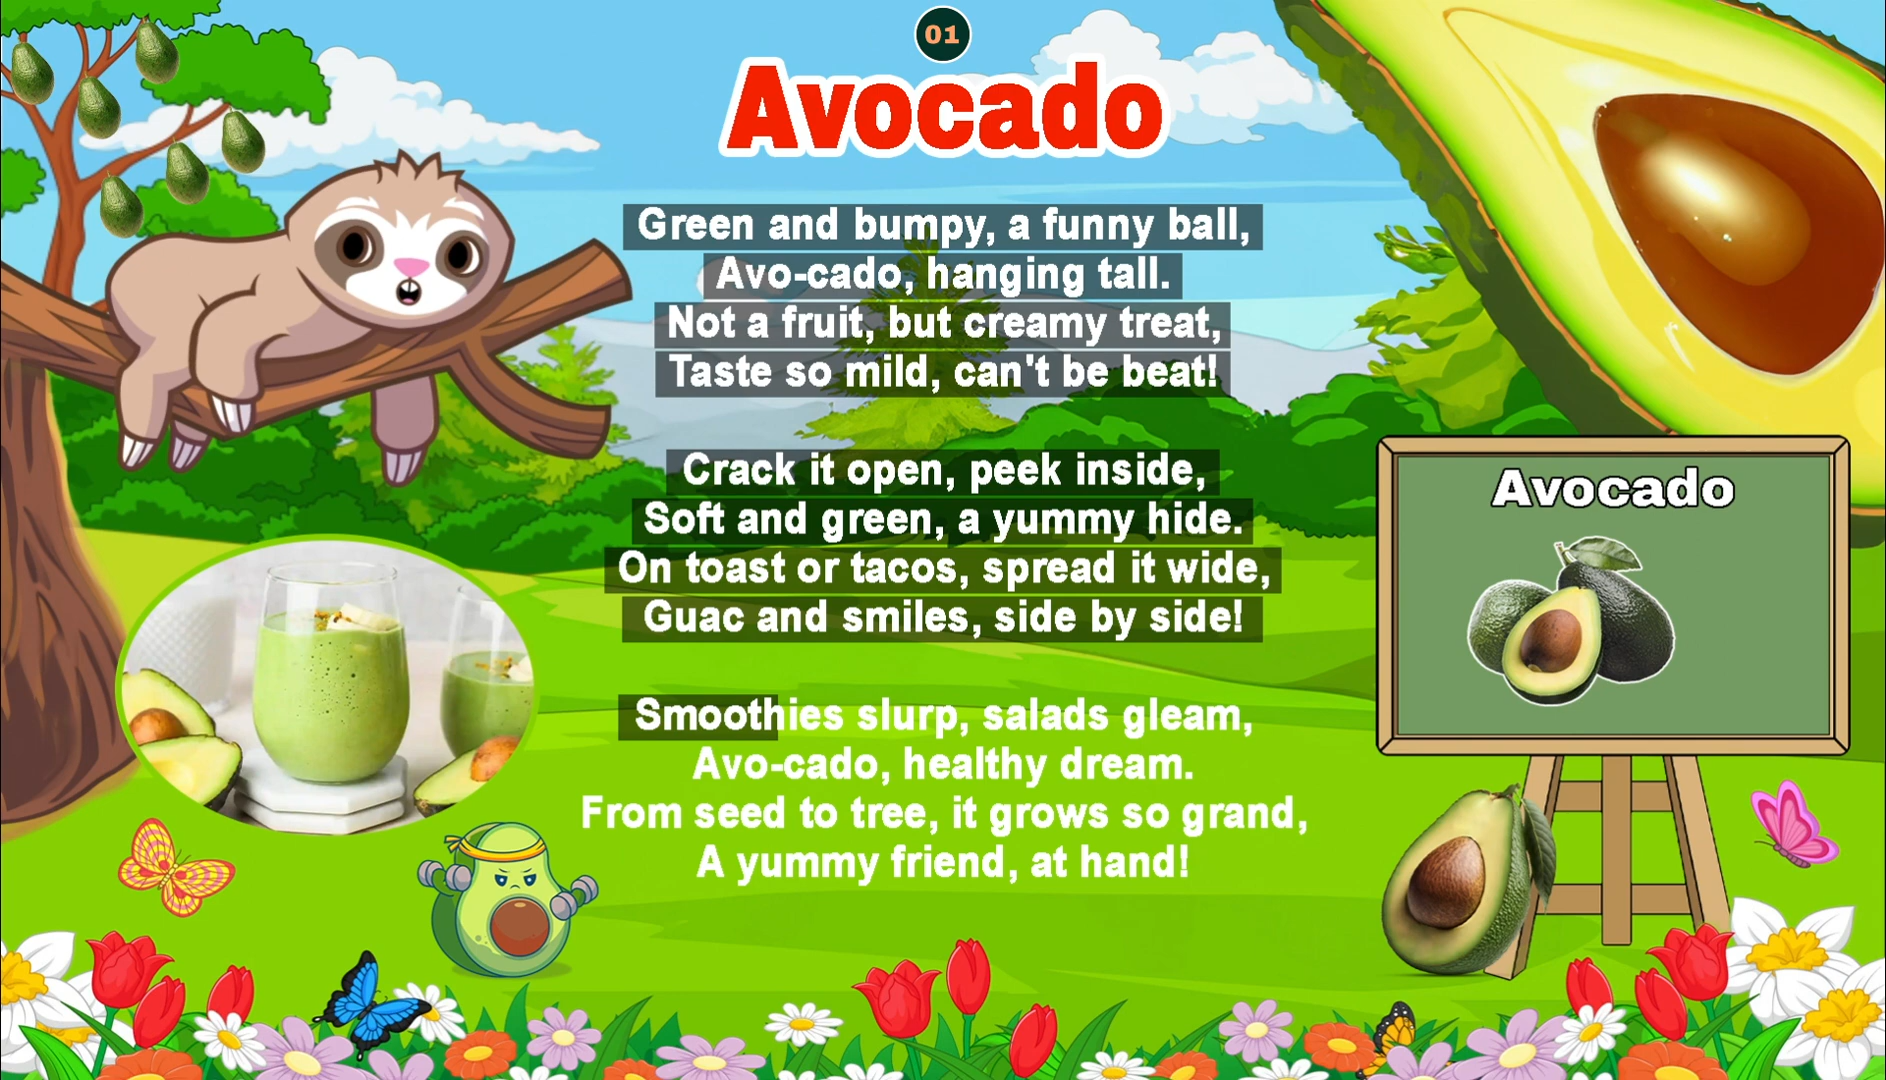 01
Avocado
Green and bumpy, a funny ball,
Avo-cado, hanging tall.
Not a fruit, but creamy treat,
Taste so mild, can't be beat!
Crack it open, peek inside,
Soft and green, a yummy hide.
On toast or tacos, spread it wide,
Guac and smiles, side by side!
Smoothies slurp, salads gleam,
Avo-cado, healthy dream.
From seed to tree, it grows so grand,
A yummy friend, at hand!
Avocado